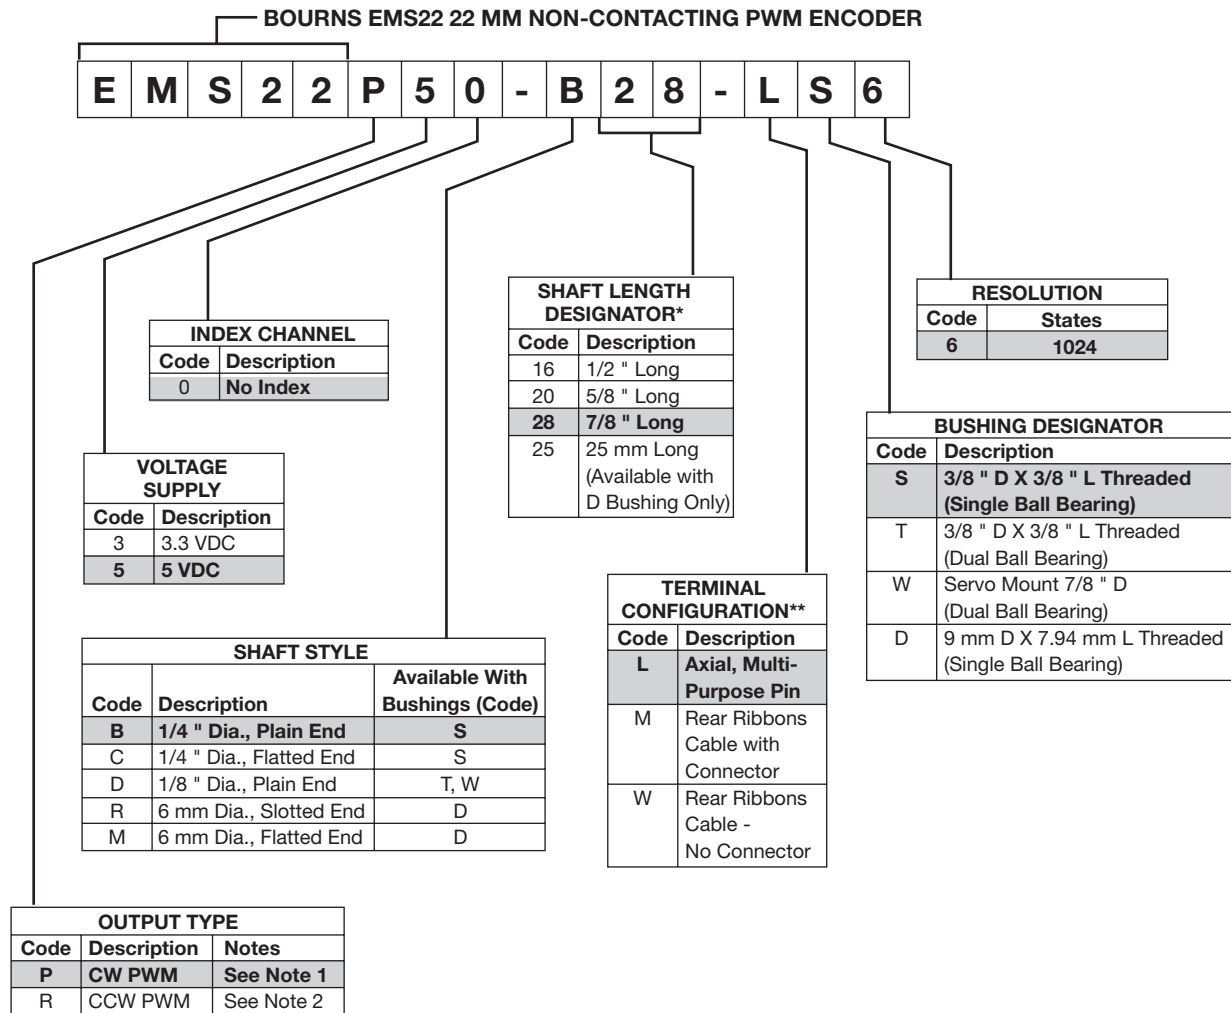 BOURNS EMS22 22 MM NON-CONTACTING PWM ENCODER
E M S 2 2 P 5 0 - B 2 8 - L S 6
INDEX CHANNEL
Code Description
0 No Index
VOLTAGE
SUPPLY
Code Description
3 3.3 VDC
5 5 VDC
SHAFT LENGTH
DESIGNATOR*
Code Description
16 1/2 " Long
20 5/8 " Long
28 7/8 " Long
25 25 mm Long
(Available with
D Bushing Only)
RESOLUTION
Code States
6 1024
BUSHING DESIGNATOR
Code Description
S 3/8 " D X 3/8 " L Threaded
(Single Ball Bearing)
T 3/8 " D X 3/8 " L Threaded
(Dual Ball Bearing)
W Servo Mount 7/8 " D
(Dual Ball Bearing)
D 9 mm D X 7.94 mm L Threaded
(Single Ball Bearing)
TERMINAL
CONFIGURATION**
Code Description
L Axial, Multi-
Purpose Pin
M Rear Ribbons
Cable with
Connector
W Rear Ribbons
Cable -
No Connector
SHAFT STYLE
Available With
Code Description Bushings (Code)
B 1/4 " Dia., Plain End S
C 1/4 " Dia., Flatted End S
D 1/8 " Dia., Plain End T, W
R 6 mm Dia., Slotted End D
M 6 mm Dia., Flatted End D
OUTPUT TYPE
Code Description Notes
P CW PWM See Note 1
R CCW PWM See Note 2